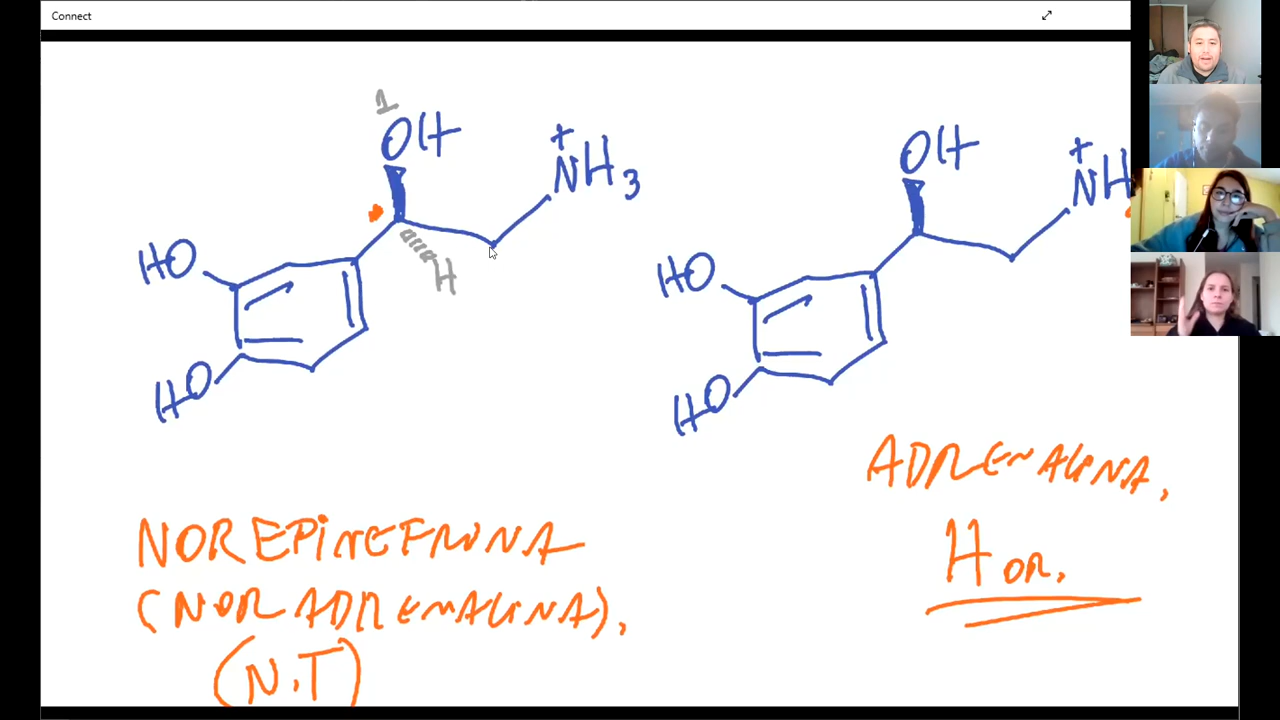 Connect
1
OH
+
NH3
HO
H
HO
OH
+
NH
HO
HO
ADRENALINA,
HOR.
NOREPINEFRINA
(NORADRENALINA),
(N.T)